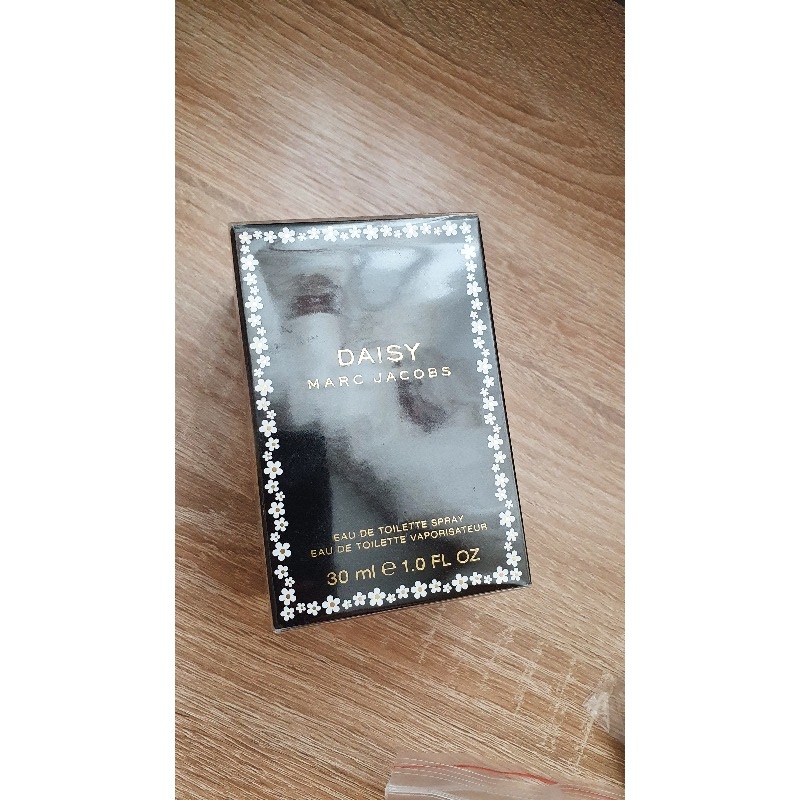 DAISY
MARC JACOBS
EAU DE TOILETTE SPRAY
EAU DE TOILETTE VAPORISATEUR
30 ml ℮ 1.0 FL OZ